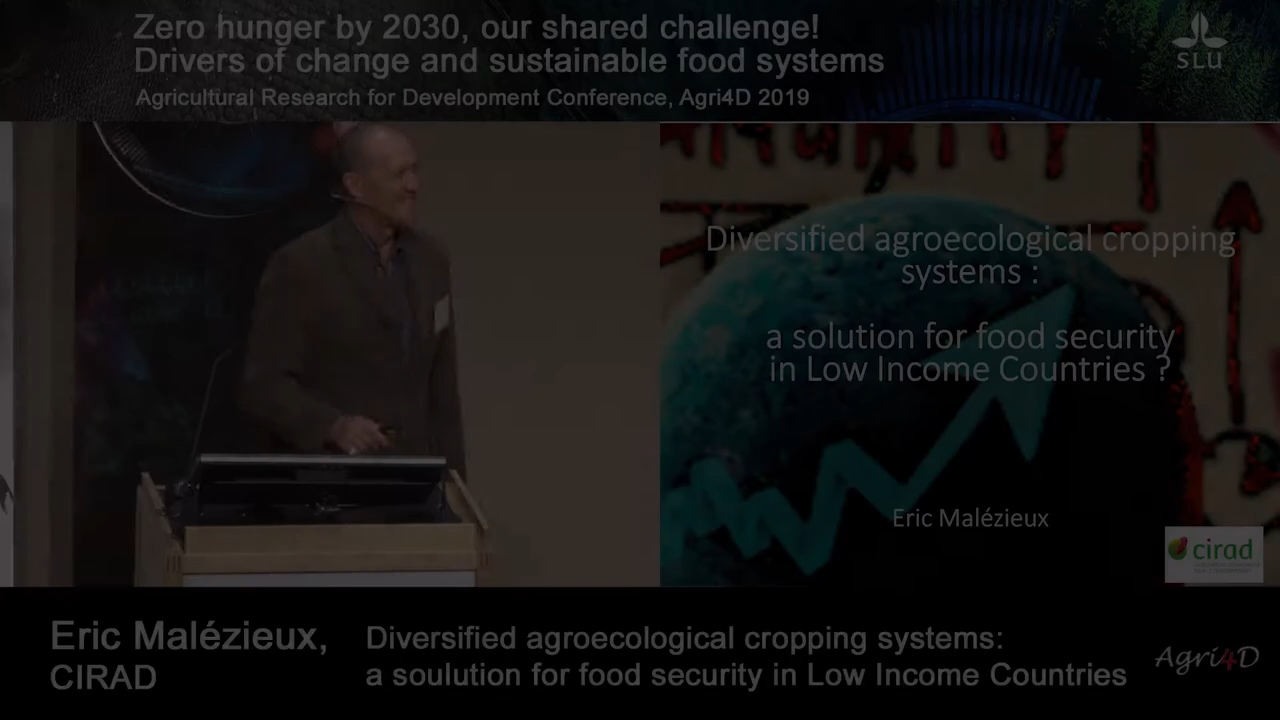 Zero hunger by 2030, our shared challenge!
Drivers of change and sustainable food systems
Agricultural Research for Development Conference, Agri4D 2019
SLU
Diversified agroecological cropping
systems :
a solution for food security
in Low Income Countries ?
Eric Malézieux
cirad
Eric Malézieux,
CIRAD
Diversified agroecological cropping systems:
a soulution for food security in Low Income Countries
Agri4D